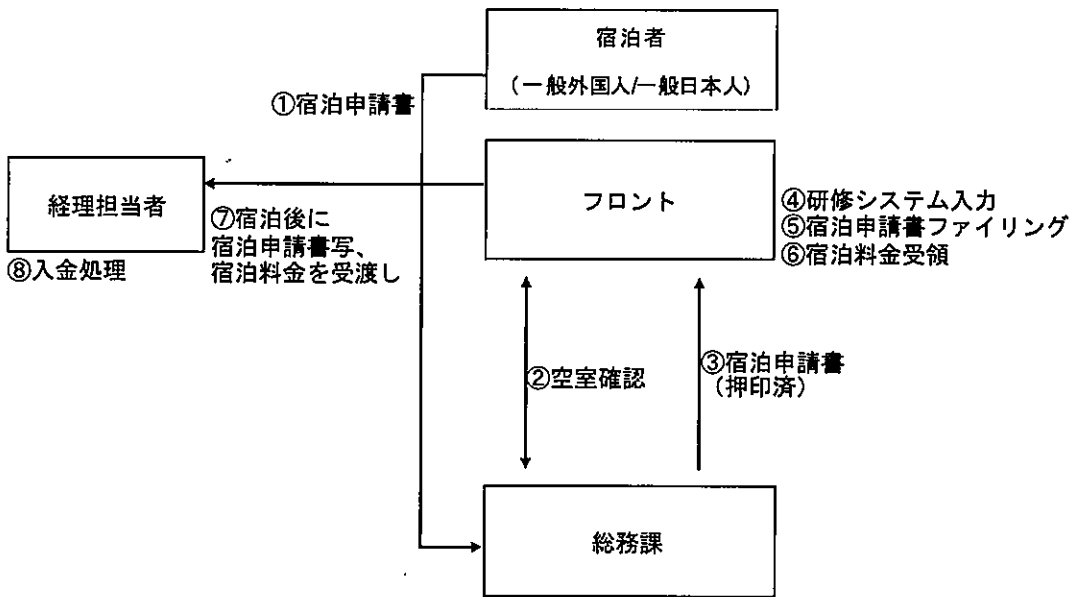 宿泊者
(一般外国人/一般日本人)
①宿泊申請書
経理担当者
フロント
④研修システム入力
⑤宿泊申請書ファイリング
⑥宿泊料金受領
⑦宿泊後に
宿泊申請書写、
宿泊料金を受渡し
⑧入金処理
②空室確認
③宿泊申請書
(押印済)
総務課